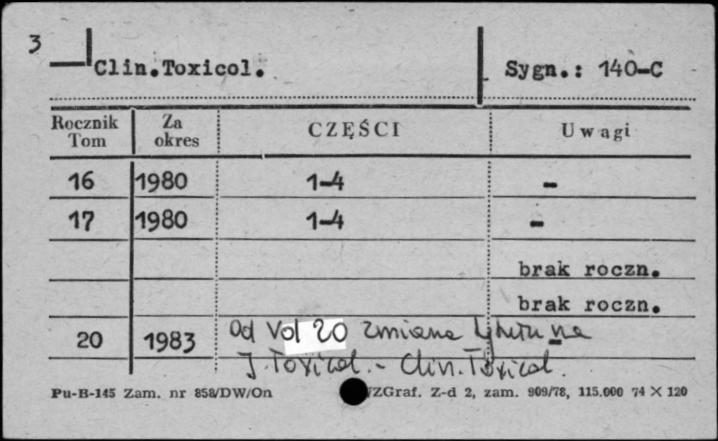 3
Clin.Toxicol. Sygn.: 140-C
Rocznik Tom Za okres CZĘŚCI Uwagi
16 1980 1-4 -
17 1980 1-4 -
brak roczn.
brak roczn.
20 1983 Od Vol 20 zmiana tytułu na
J. Toxicol. - Clin. Toxicol.
Pu-B-145 Zam. nr 858/DW/On WZGraf. Z-d 2, zam. 909/78, 115.000 74 X 120